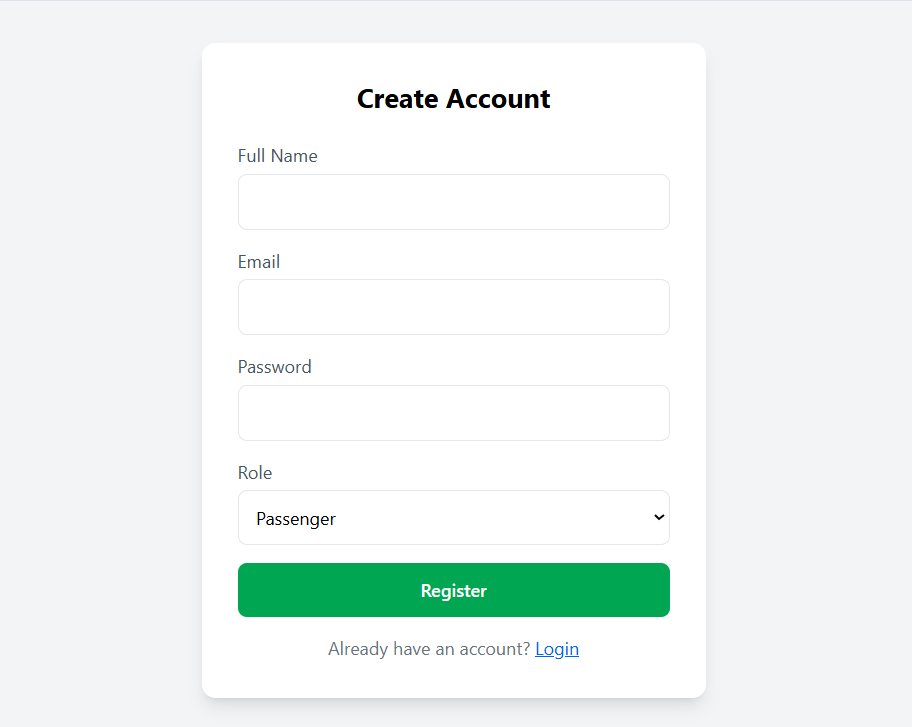 Create Account
Full Name
Email
Password
Role
Passenger
Register
Already have an account? Login